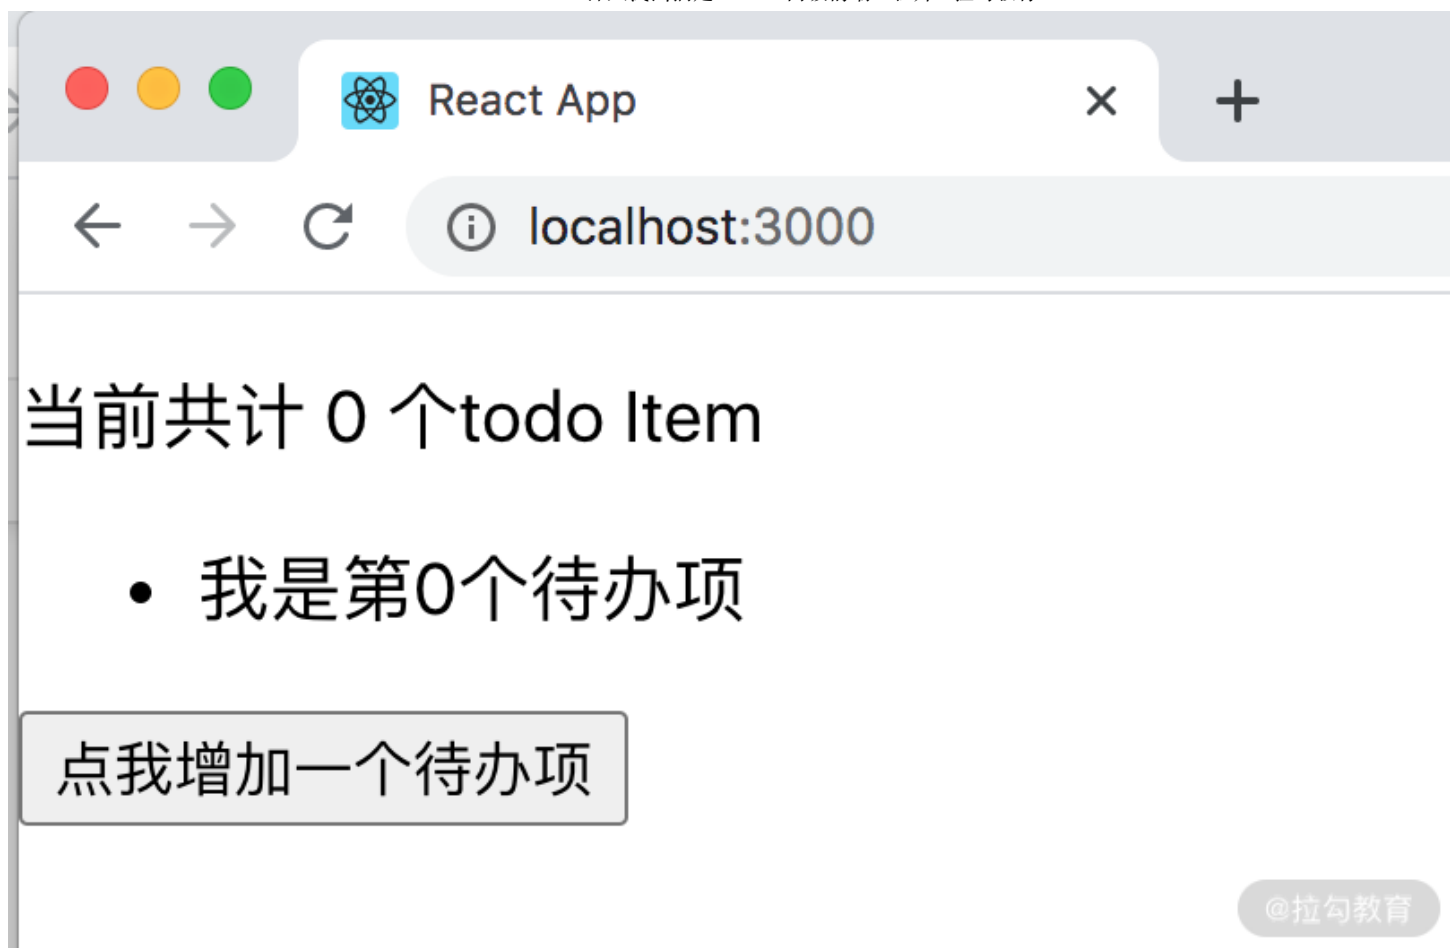 React App
localhost:3000
当前共计 0 个todo Item
我是第0个待办项
点我增加一个待办项
@拉勾教育